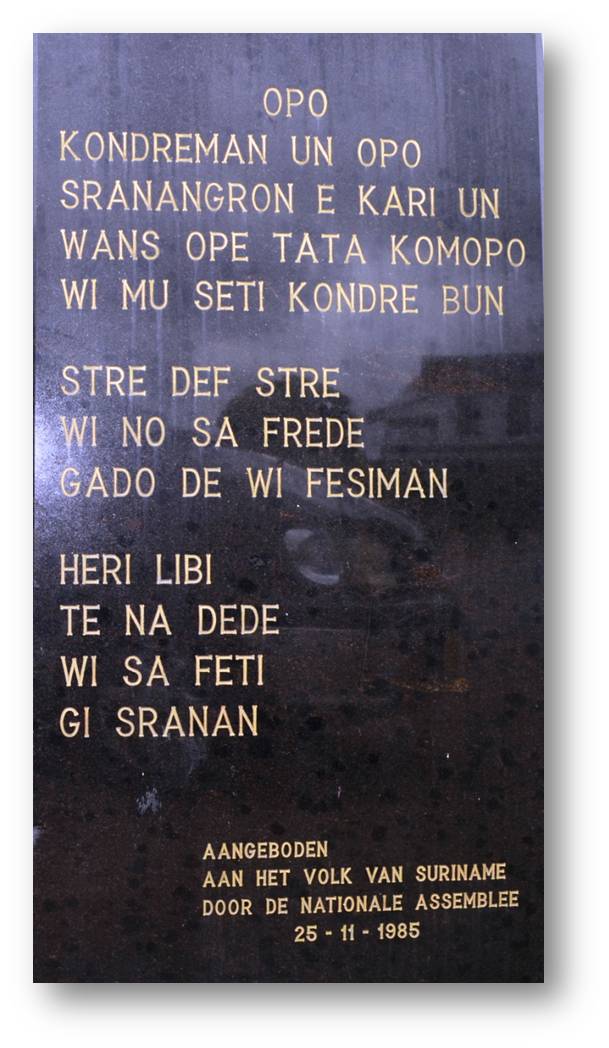 OPO
KONDREMAN UN OPO
SRANANGRON E KARI UN
WANS OPE TATA KOMOPO
WI MU SETI KONDRE BUN
STRE DEF STRE
WI NO SA FREDE
GADO DE WI FESIMAN
HERI LIBI
TE NA DEDE
WI SA FETI
GI SRANAN
AANGEBODEN
AAN HET VOLK VAN SURINAME
DOOR DE NATIONALE ASSEMBLEE
25 - 11 - 1985